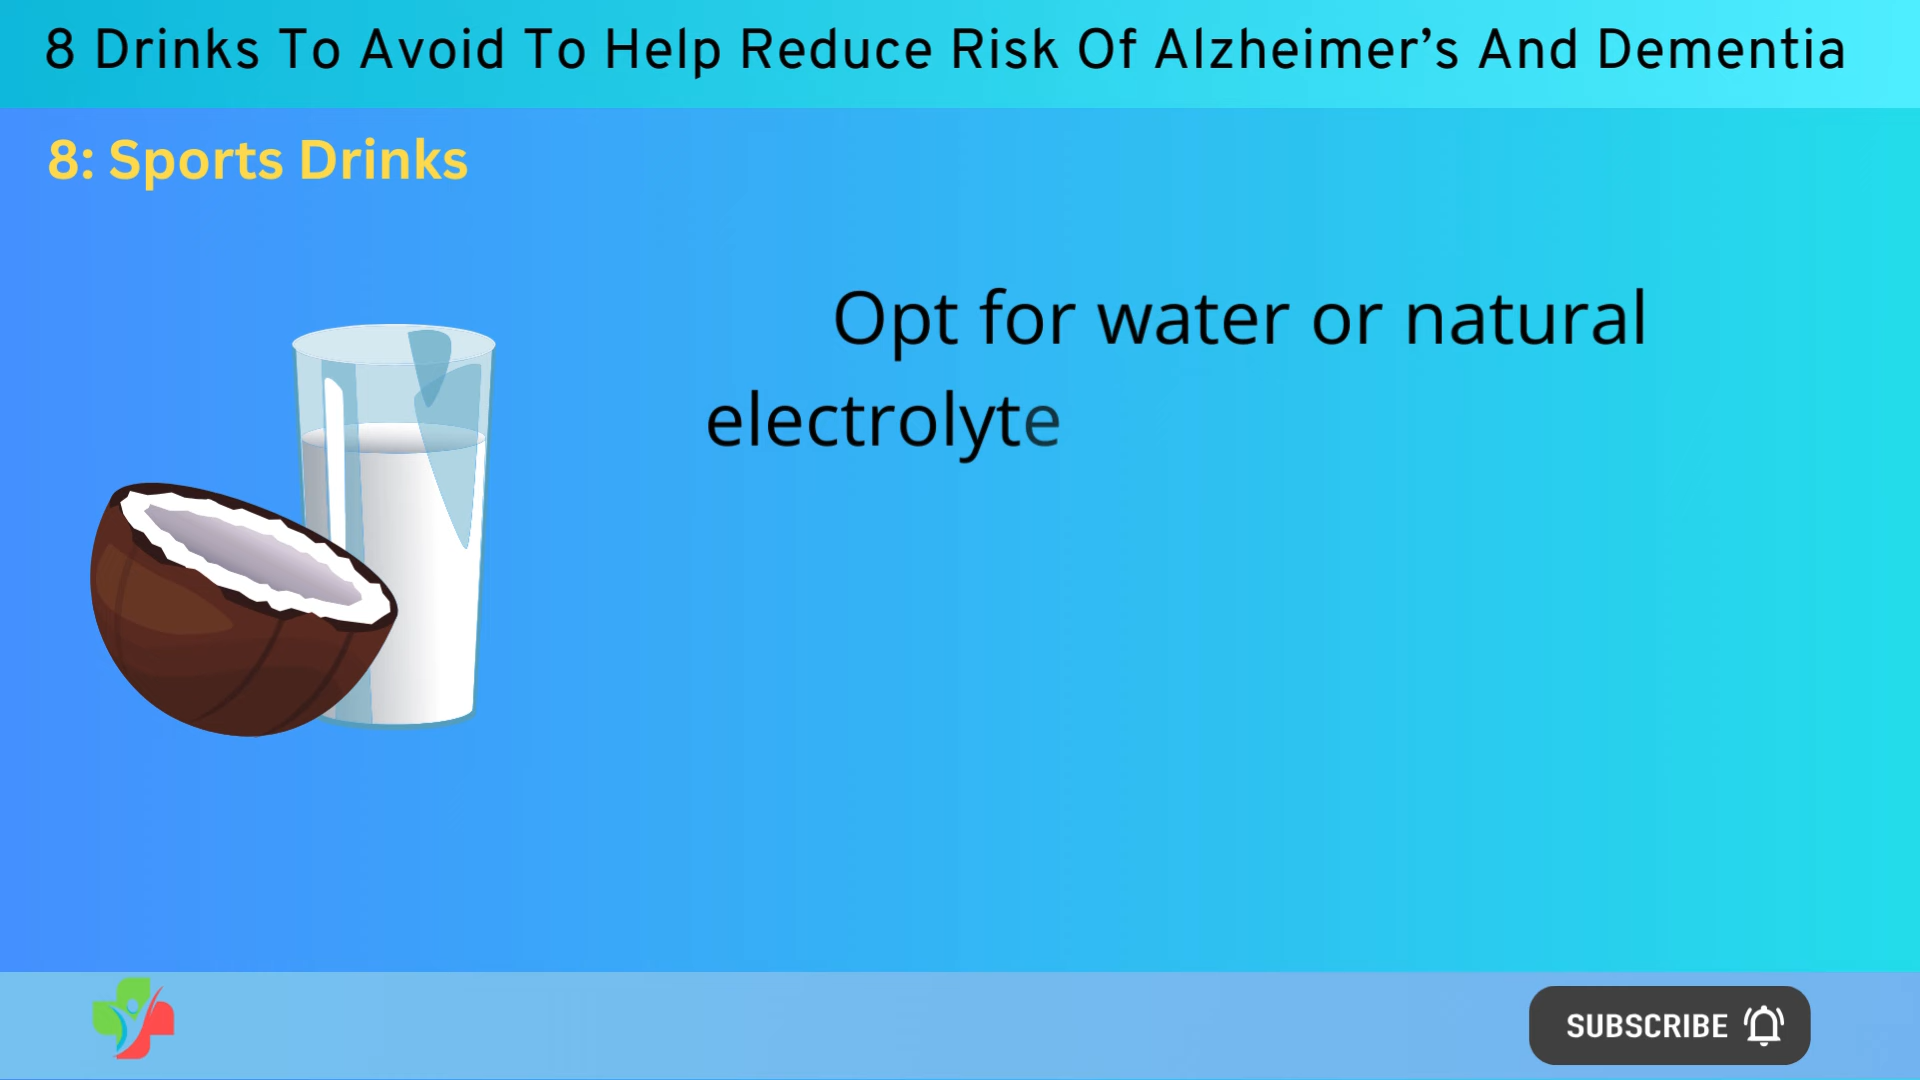 8 Drinks To Avoid To Help Reduce Risk Of Alzheimer’s And Dementia
8: Sports Drinks
Opt for water or natural
electrolyte
SUBSCRIBE